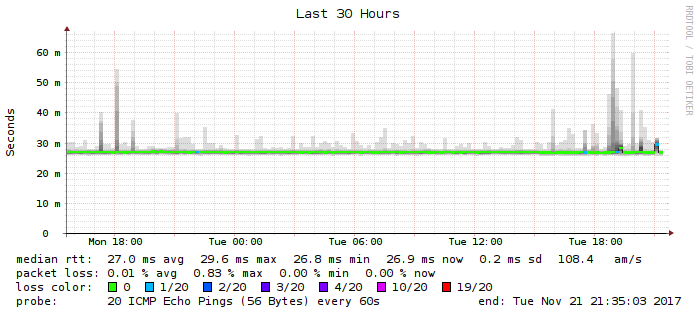 Last 30 Hours
RRDTOOL / TOBI OETIKER
Seconds
60 m
50 m
40 m
30 m
20 m
10 m
0
Mon 18:00 Tue 00:00 Tue 06:00 Tue 12:00 Tue 18:00
median rtt: 27.0 ms avg 29.6 ms max 26.8 ms min 26.9 ms now 0.2 ms sd 108.4 am/s
packet loss: 0.01 % avg 0.83 % max 0.00 % min 0.00 % now
loss color: 0 1/20 2/20 3/20 4/20 10/20 19/20
probe: 20 ICMP Echo Pings (56 Bytes) every 60s end: Tue Nov 21 21:35:03 2017